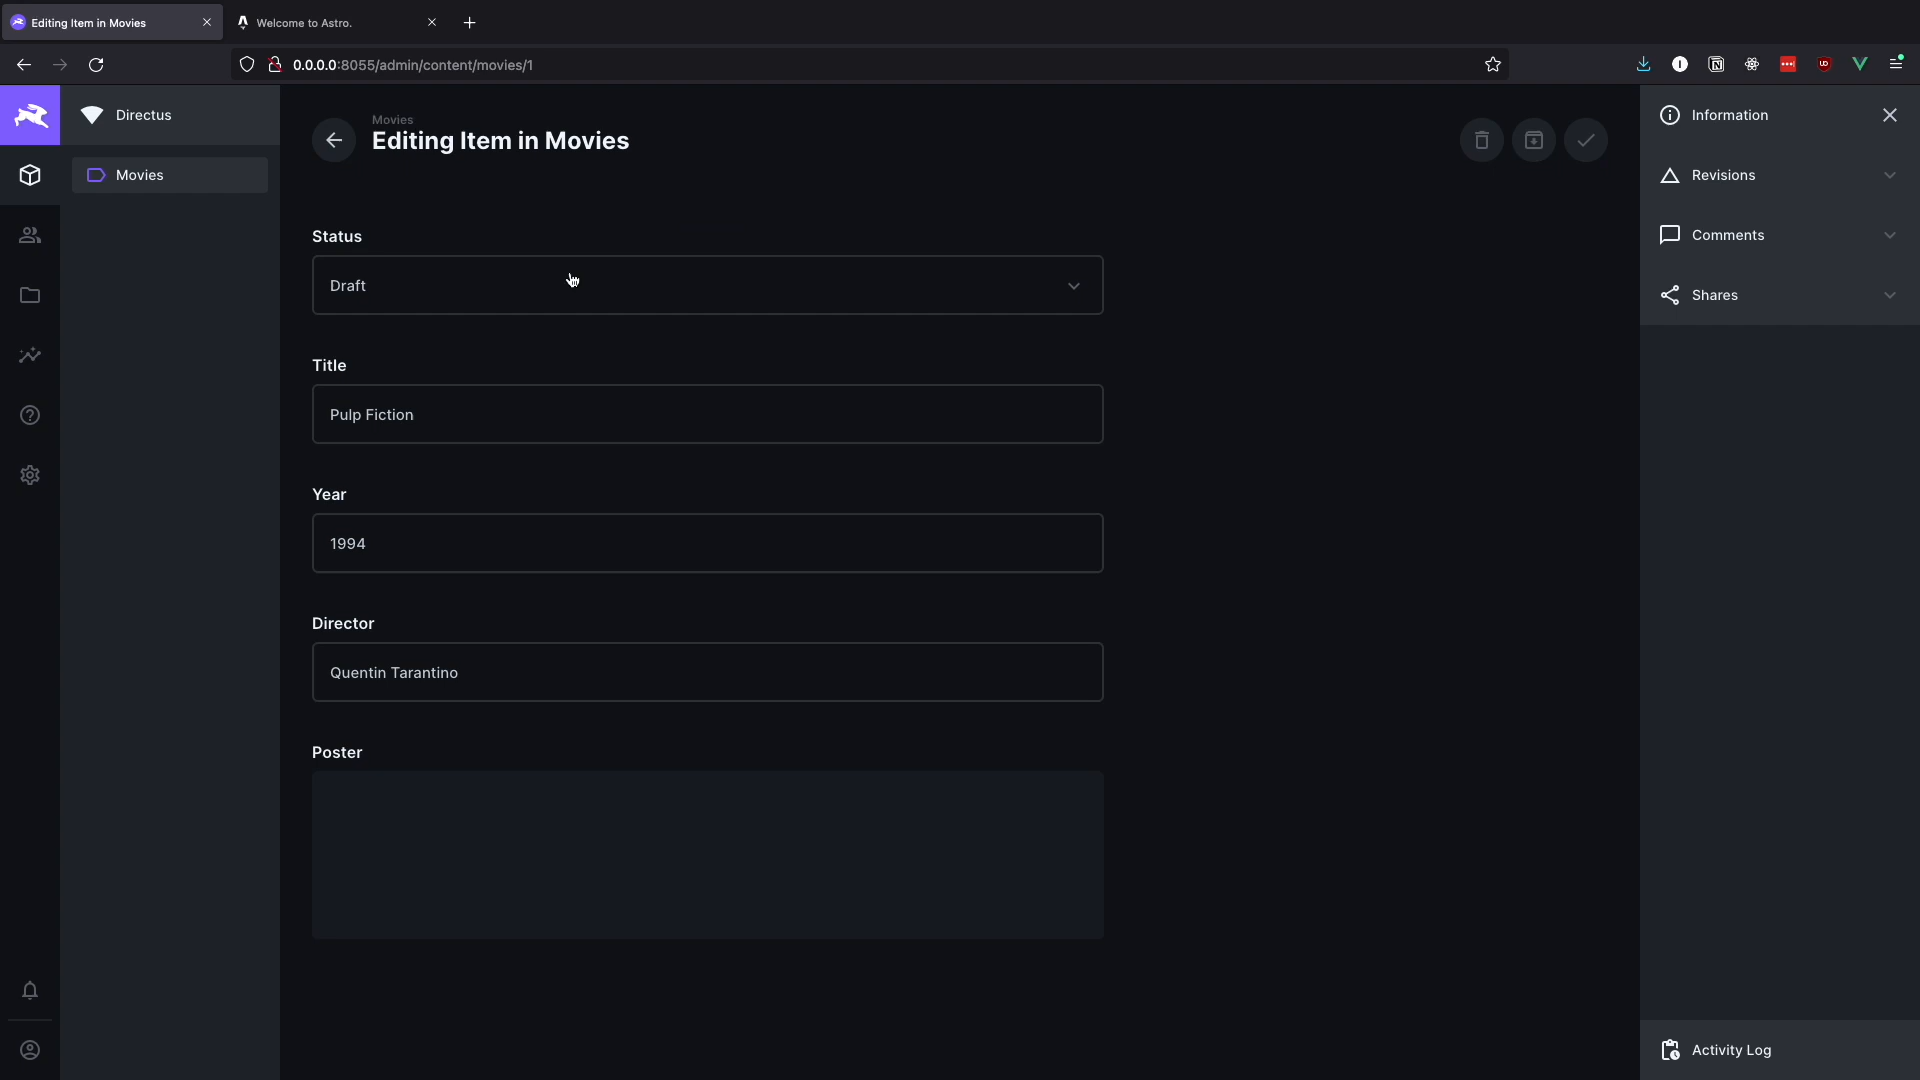 Editing Item in Movies
Welcome to Astro.
0.0.0.0:8055/admin/content/movies/1
Directus
Movies
Movies
Editing Item in Movies
Status
Draft
Title
Pulp Fiction
Year
1994
Director
Quentin Tarantino
Poster
Information
Revisions
Comments
Shares
Activity Log